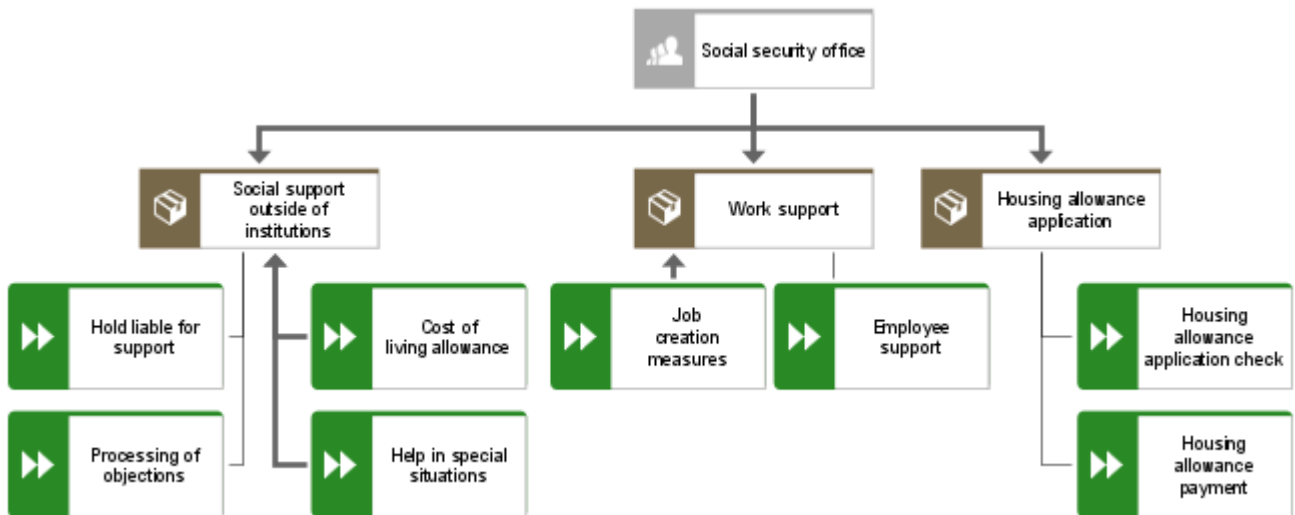 Social security office
Social support
outside of
institutions
Work support
Housing allowance
application
Hold liable for
support
Cost of
living allowance
Job
creation
measures
Employee
support
Housing
allowance
application check
Processing of
objections
Help in special
situations
Housing
allowance
payment